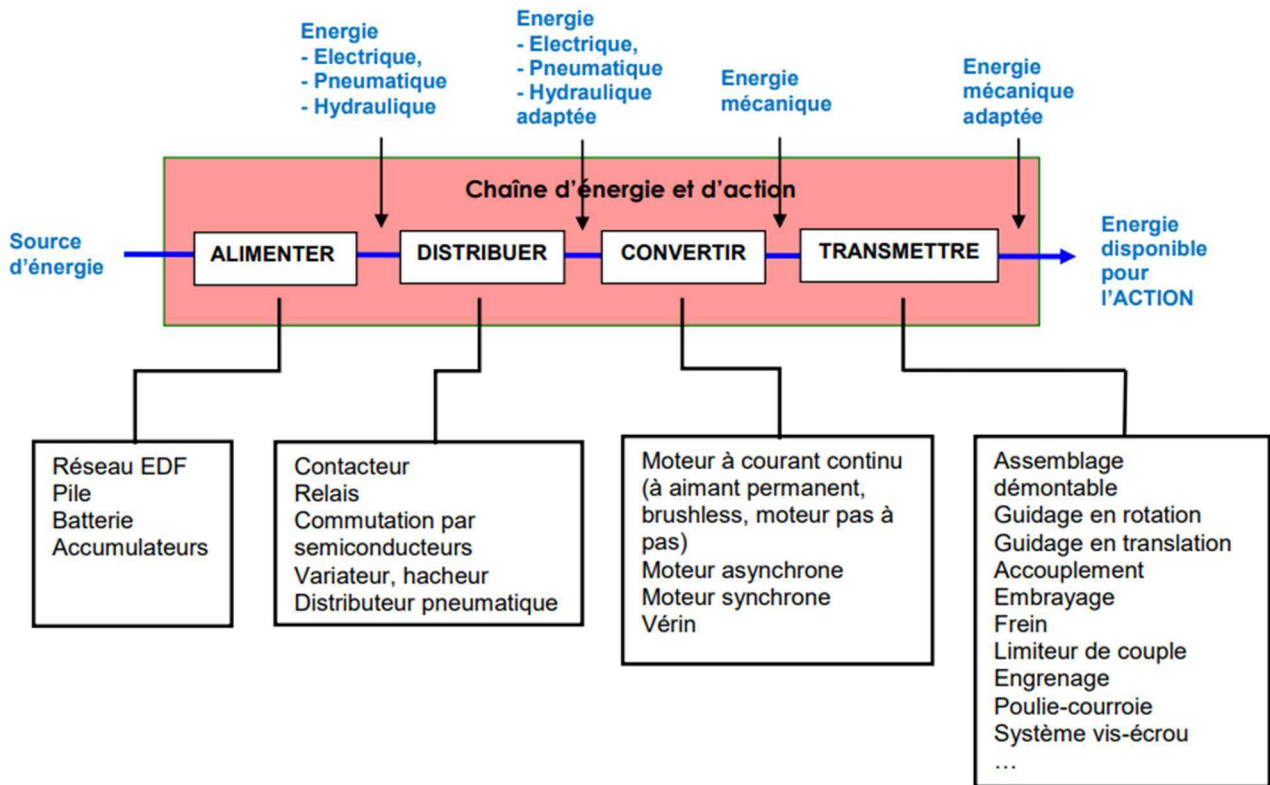 Energie
- Electrique,
- Pneumatique
- Hydraulique
Energie
- Electrique,
- Pneumatique
- Hydraulique
adaptée
Energie
mécanique
Energie
mécanique
adaptée
Chaîne d'énergie et d'action
Source
d'énergie
ALIMENTER
DISTRIBUER
CONVERTIR
TRANSMETTRE
Energie
disponible
pour
l'ACTION
Réseau EDF
Pile
Batterie
Accumulateurs
Contacteur
Relais
Commutation par
semiconducteurs
Variateur, hacheur
Distributeur pneumatique
Moteur à courant continu
(à aimant permanent,
brushless, moteur pas à
pas)
Moteur asynchrone
Moteur synchrone
Vérin
Assemblage
démontable
Guidage en rotation
Guidage en translation
Accouplement
Embrayage
Frein
Limiteur de couple
Engrenage
Poulie-courroie
Système vis-écrou
…